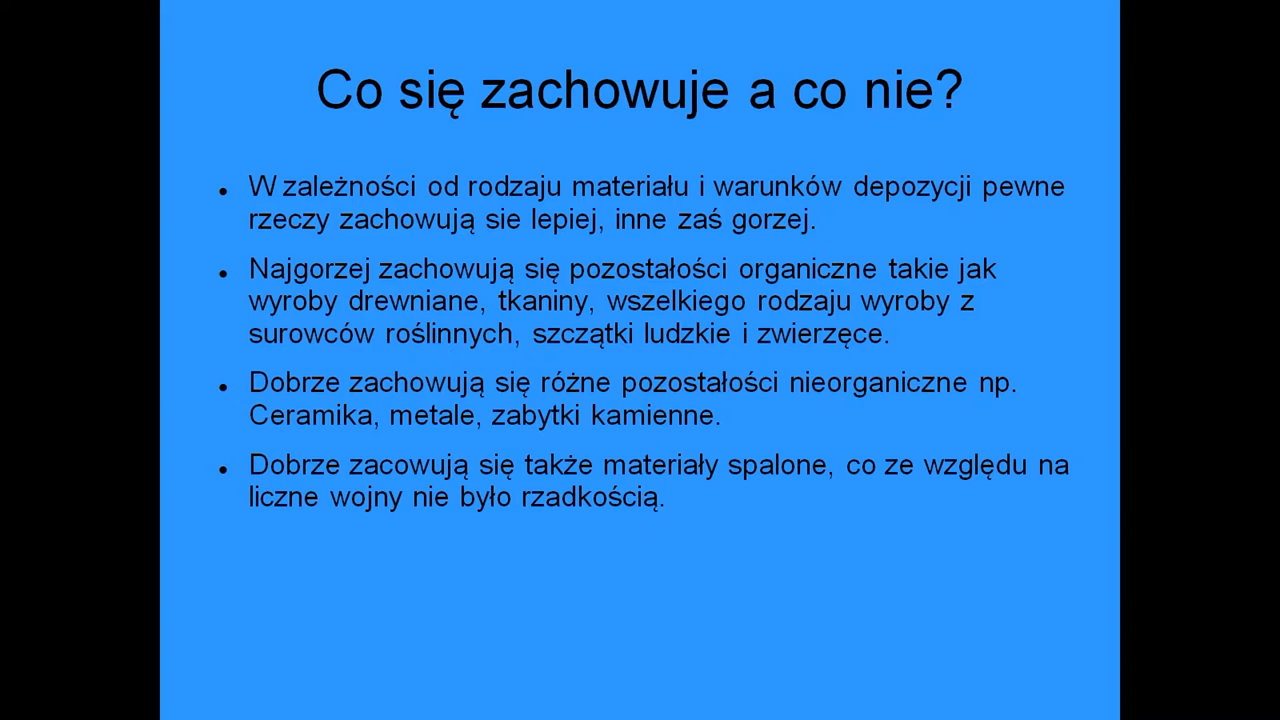 Co się zachowuje a co nie?
W zależności od rodzaju materiału i warunków depozycji pewne
rzeczy zachowują sie lepiej, inne zaś gorzej.
Najgorzej zachowują się pozostałości organiczne takie jak
wyroby drewniane, tkaniny, wszelkiego rodzaju wyroby z
surowców roślinnych, szczątki ludzkie i zwierzęce.
Dobrze zachowują się różne pozostałości nieorganiczne np.
Ceramika, metale, zabytki kamienne.
Dobrze zacowują się także materiały spalone, co ze względu na
liczne wojny nie było rzadkością.